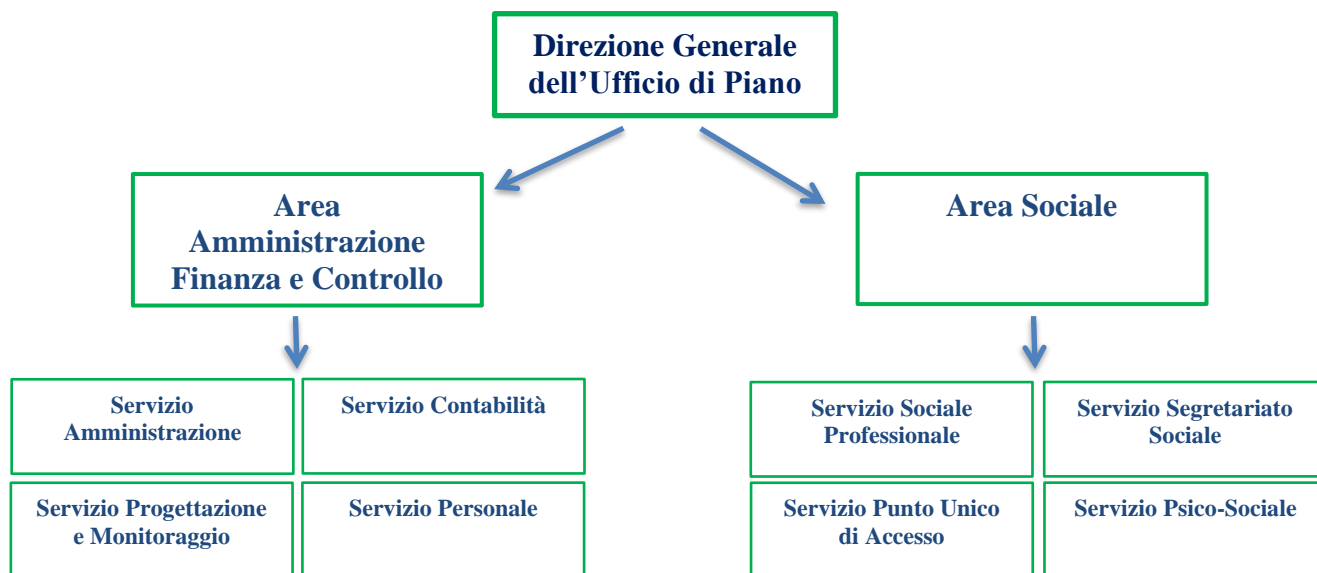 Direzione Generale
dell’Ufficio di Piano
Area
Amministrazione
Finanza e Controllo
Area Sociale
Servizio
Amministrazione
Servizio Contabilità
Servizio Progettazione
e Monitoraggio
Servizio Personale
Servizio Sociale
Professionale
Servizio Segretariato
Sociale
Servizio Punto Unico
di Accesso
Servizio Psico-Sociale